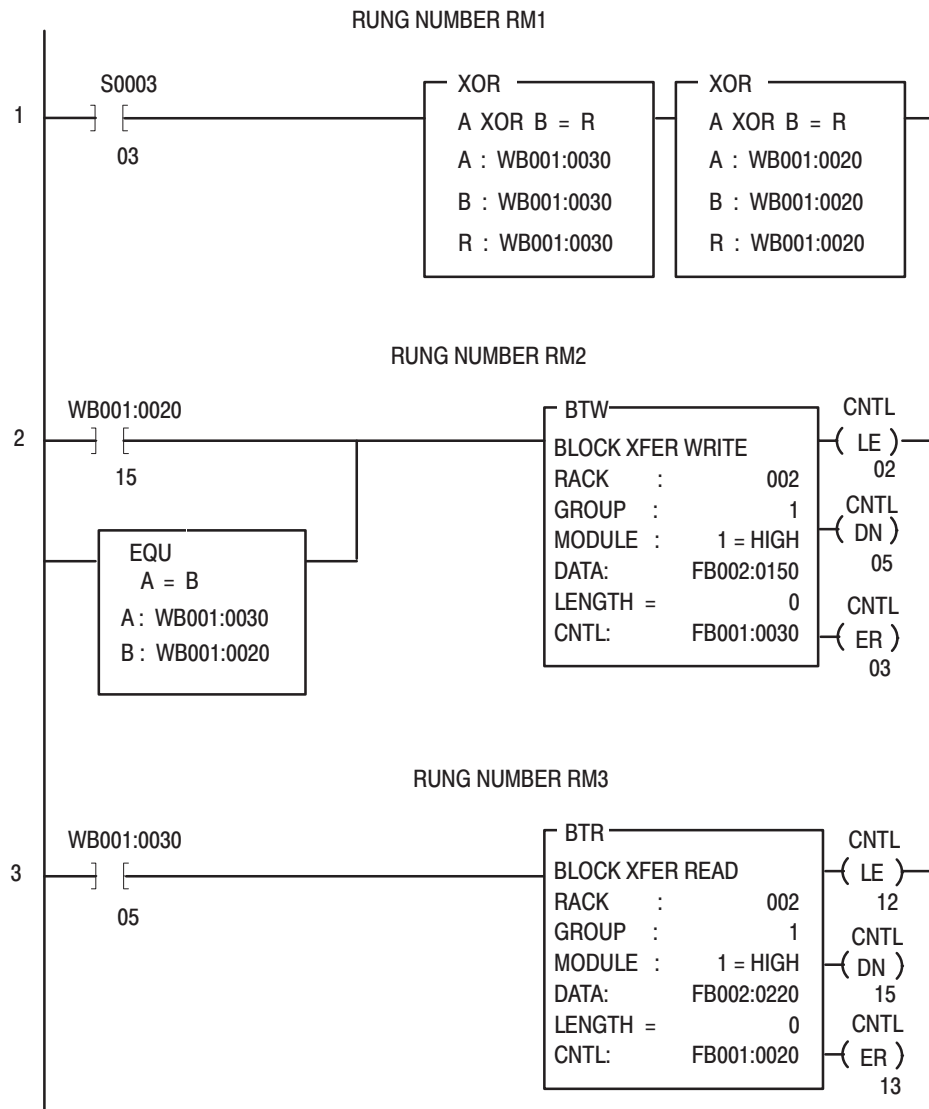 RUNG NUMBER RM1
S0003
1
03
XOR
A XOR B = R
A : WB001:0030
B : WB001:0030
R : WB001:0030
XOR
A XOR B = R
A : WB001:0020
B : WB001:0020
R : WB001:0020
RUNG NUMBER RM2
WB001:0020
2
15
EQU
A = B
A : WB001:0030
B : WB001:0020
BTW
BLOCK XFER WRITE
RACK : 002
GROUP : 1
MODULE : 1 = HIGH
DATA: FB002:0150
LENGTH = 0
CNTL: FB001:0030
CNTL
LE
02
CNTL
DN
05
CNTL
ER
03
RUNG NUMBER RM3
WB001:0030
3
05
BTR
BLOCK XFER READ
RACK : 002
GROUP : 1
MODULE : 1 = HIGH
DATA: FB002:0220
LENGTH = 0
CNTL: FB001:0020
CNTL
LE
12
CNTL
DN
15
CNTL
ER
13